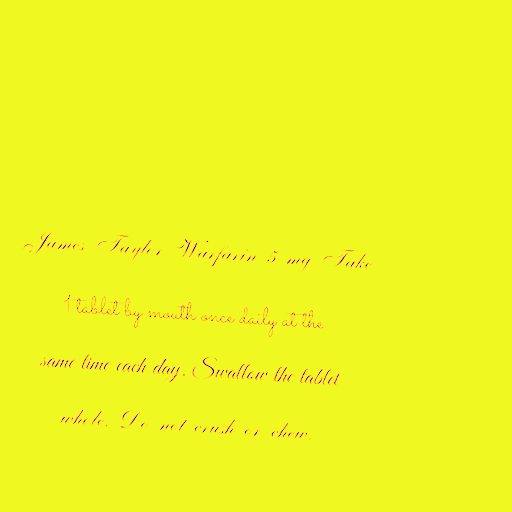 James Taylor Warfarin 5 mg Take
1 tablet by mouth once daily at the
same time each day. Swallow the tablet
whole. Do not crush or chew.